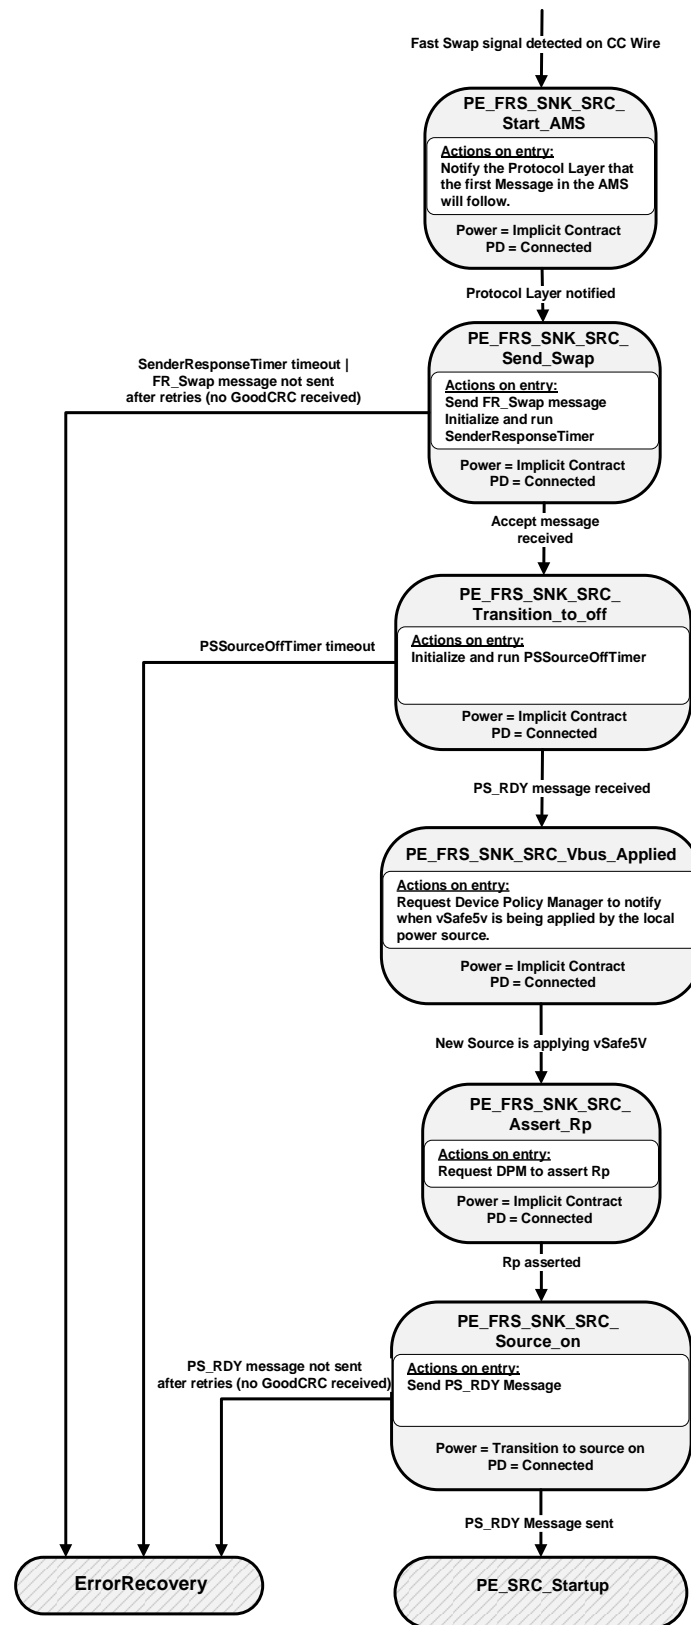 Fast Swap signal detected on CC Wire
PE_FRS_SNK_SRC_
Start_AMS
Actions on entry:
Notify the Protocol Layer that
the first Message in the AMS
will follow.
Power = Implicit Contract
PD = Connected
Protocol Layer notified
PE_FRS_SNK_SRC_
Send_Swap
SenderResponseTimer timeout |
FR_Swap message not sent
after retries (no GoodCRC received)
Actions on entry:
Send FR_Swap message
Initialize and run
SenderResponseTimer
Power = Implicit Contract
PD = Connected
Accept message
received
PE_FRS_SNK_SRC_
Transition_to_off
PSSourceOffTimer timeout
Actions on entry:
Initialize and run PSSourceOffTimer
Power = Implicit Contract
PD = Connected
PS_RDY message received
PE_FRS_SNK_SRC_Vbus_Applied
Actions on entry:
Request Device Policy Manager to notify
when vSafe5v is being applied by the local
power source.
Power = Implicit Contract
PD = Connected
New Source is applying vSafe5V
PE_FRS_SNK_SRC_
Assert_Rp
Actions on entry:
Request DPM to assert Rp
Power = Implicit Contract
PD = Connected
Rp asserted
PE_FRS_SNK_SRC_
Source_on
PS_RDY message not sent
after retries (no GoodCRC received)
Actions on entry:
Send PS_RDY Message
Power = Transition to source on
PD = Connected
PS_RDY Message sent
ErrorRecovery
PE_SRC_Startup